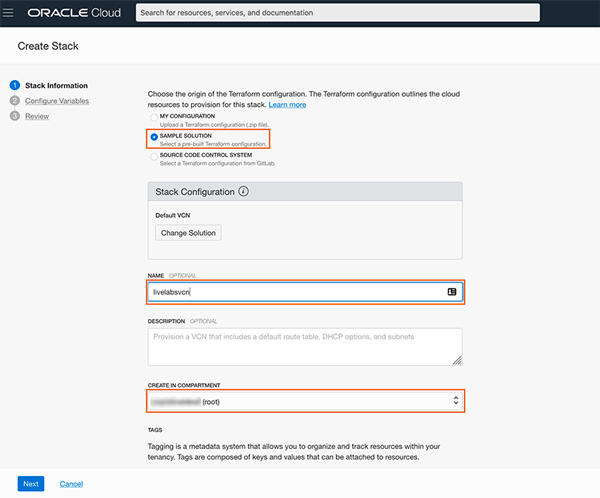 ORACLE Cloud
Search for resources, services, and documentation
Create Stack
1 Stack Information
2 Configure Variables
3 Review
Choose the origin of the Terraform configuration. The Terraform configuration outlines the cloud
resources to provision for this stack. Learn more
MY CONFIGURATION
Upload a Terraform configuration (.zip file).
SAMPLE SOLUTION
Select a pre-built Terraform configuration.
SOURCE CODE CONTROL SYSTEM
Select a Terraform configuration from GitLab.
Stack Configuration i
Default VCN
Change Solution
NAME OPTIONAL
livelabsvcn
DESCRIPTION OPTIONAL
Provision a VCN that includes a default route table, DHCP options, and subnets
CREATE IN COMPARTMENT
(root)
TAGS
Tagging is a metadata system that allows you to organize and track resources within your
tenancy. Tags are composed of keys and values that can be attached to resources.
Next Cancel